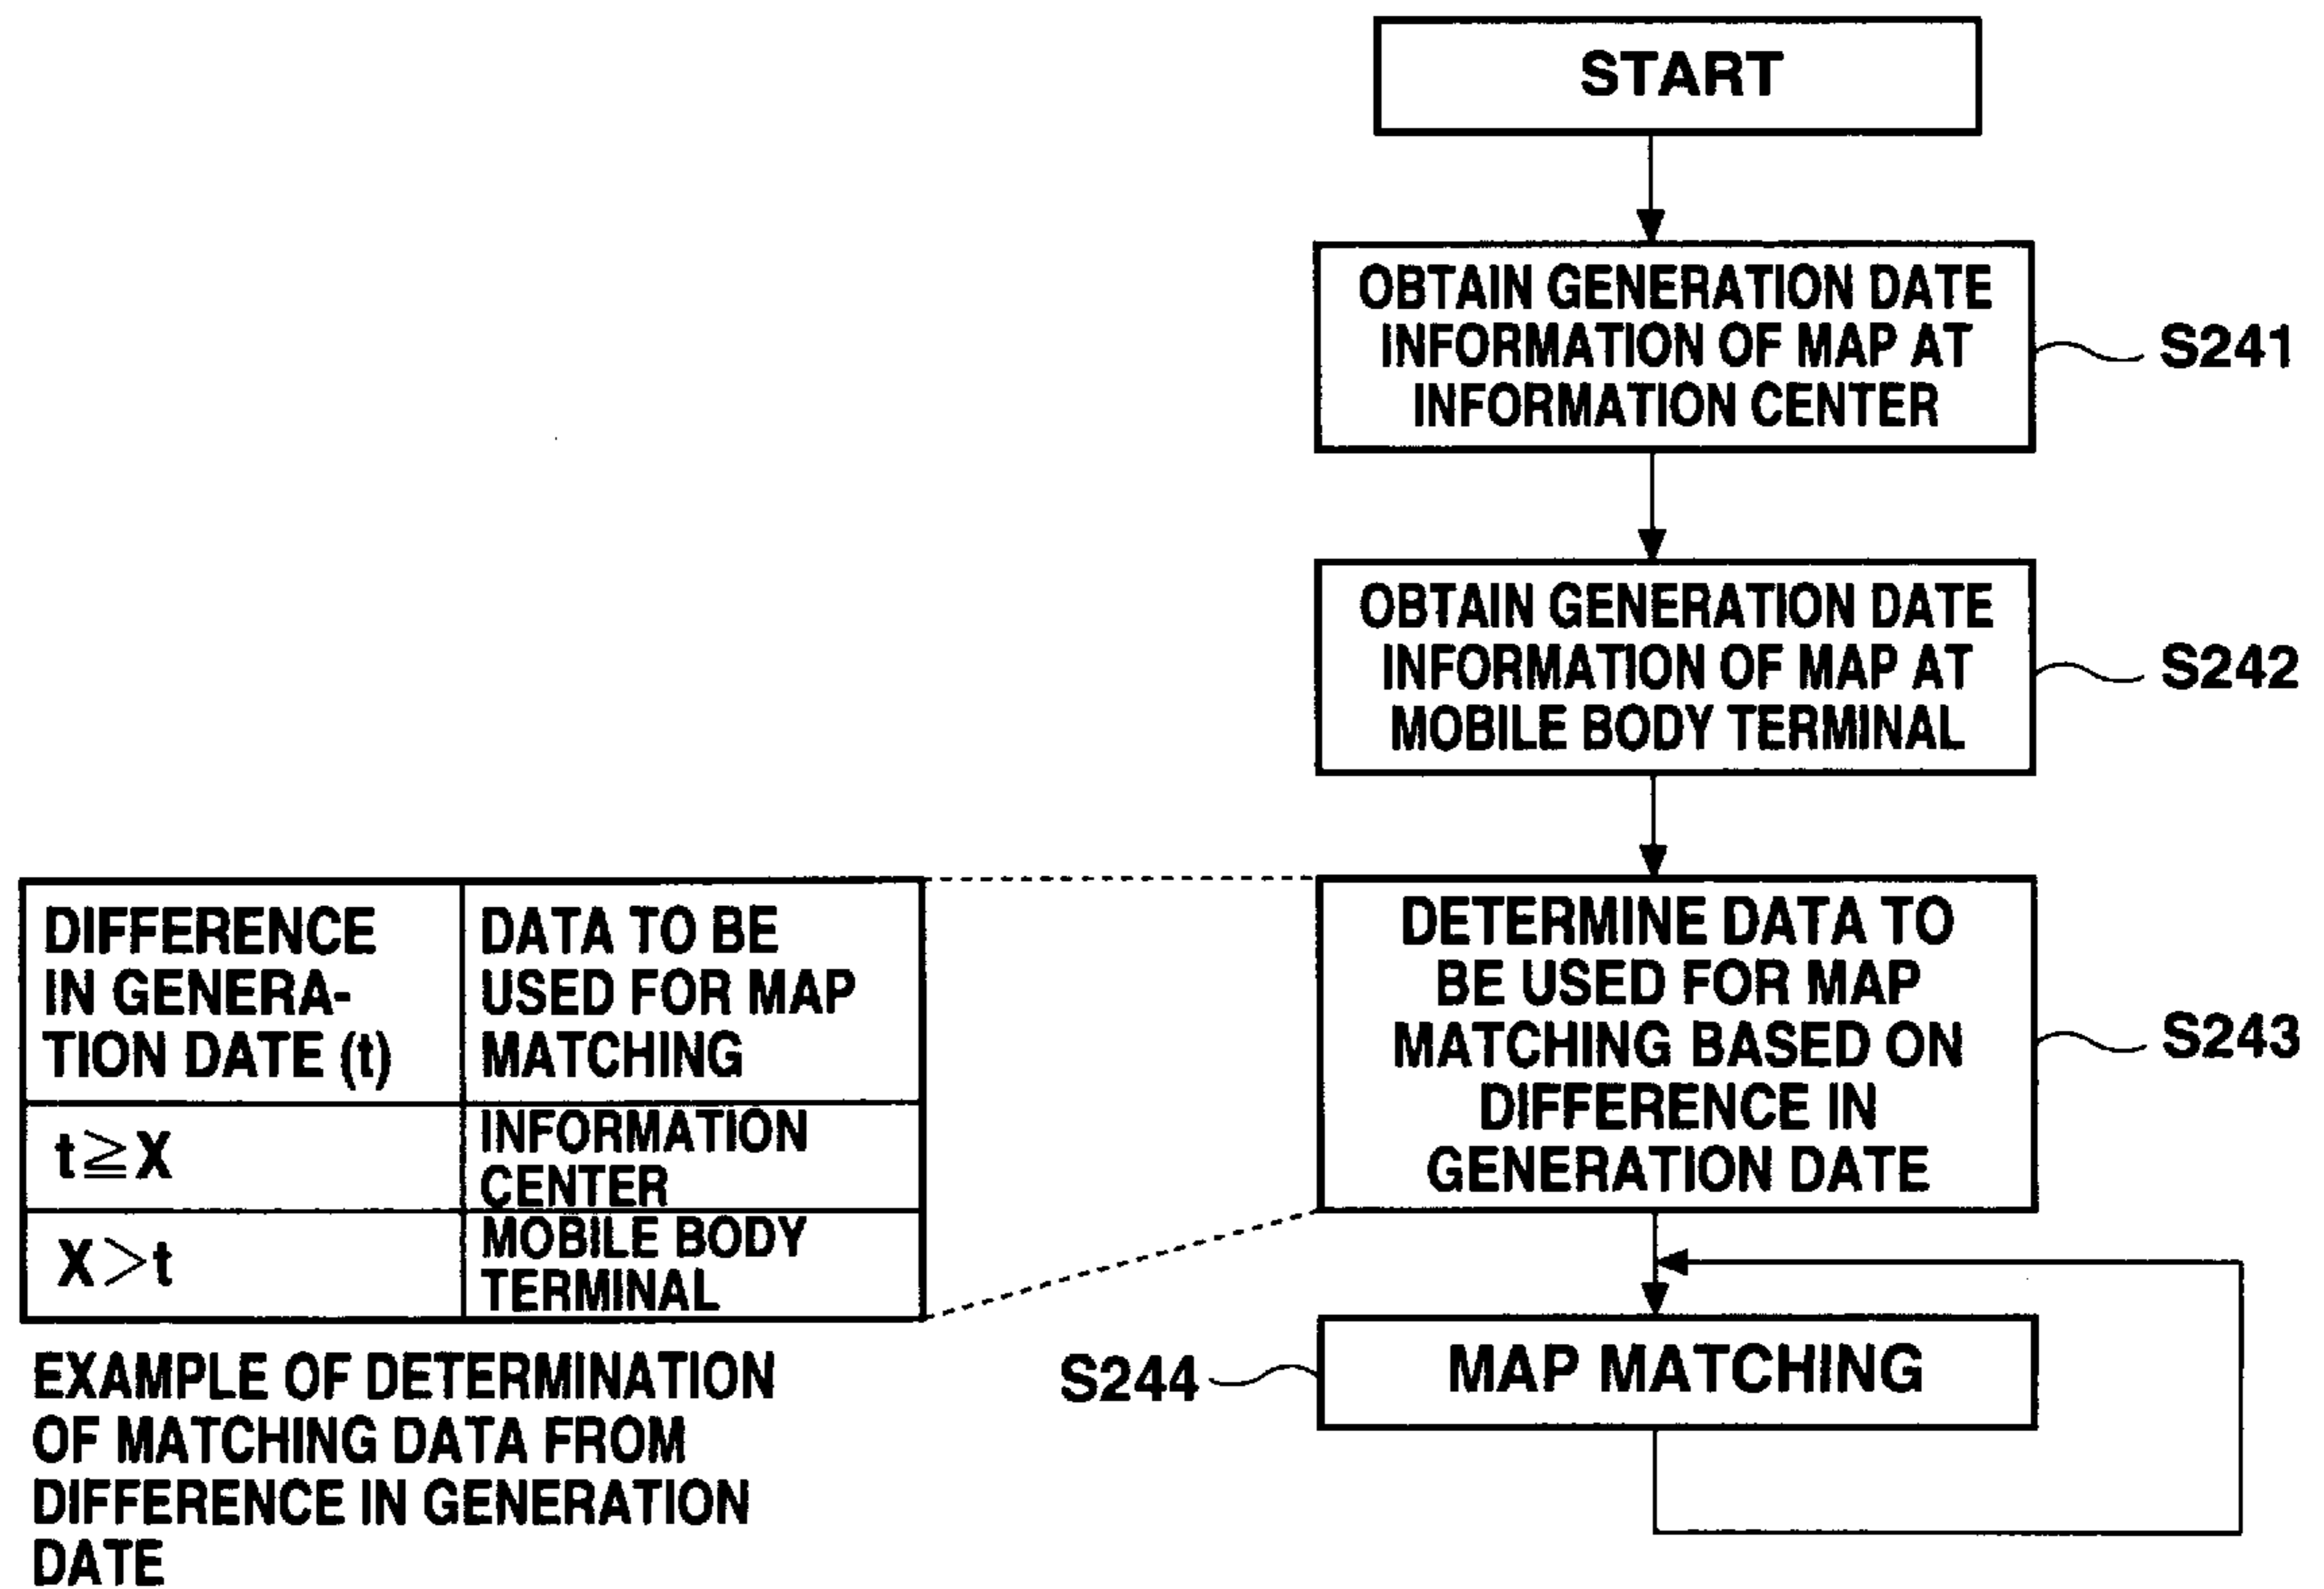 START
OBTAIN GENERATION DATE
INFORMATION OF MAP AT
INFORMATION CENTER
S241
OBTAIN GENERATION DATE
INFORMATION OF MAP AT
MOBILE BODY TERMINAL
S242
DETERMINE DATA TO
BE USED FOR MAP
MATCHING BASED ON
DIFFERENCE IN
GENERATION DATE
S243
DIFFERENCE
IN GENERA-
TION DATE (t)
DATA TO BE
USED FOR MAP
MATCHING
t≧X
INFORMATION
CENTER
X>t
MOBILE BODY
TERMINAL
EXAMPLE OF DETERMINATION
OF MATCHING DATA FROM
DIFFERENCE IN GENERATION
DATE
S244
MAP MATCHING